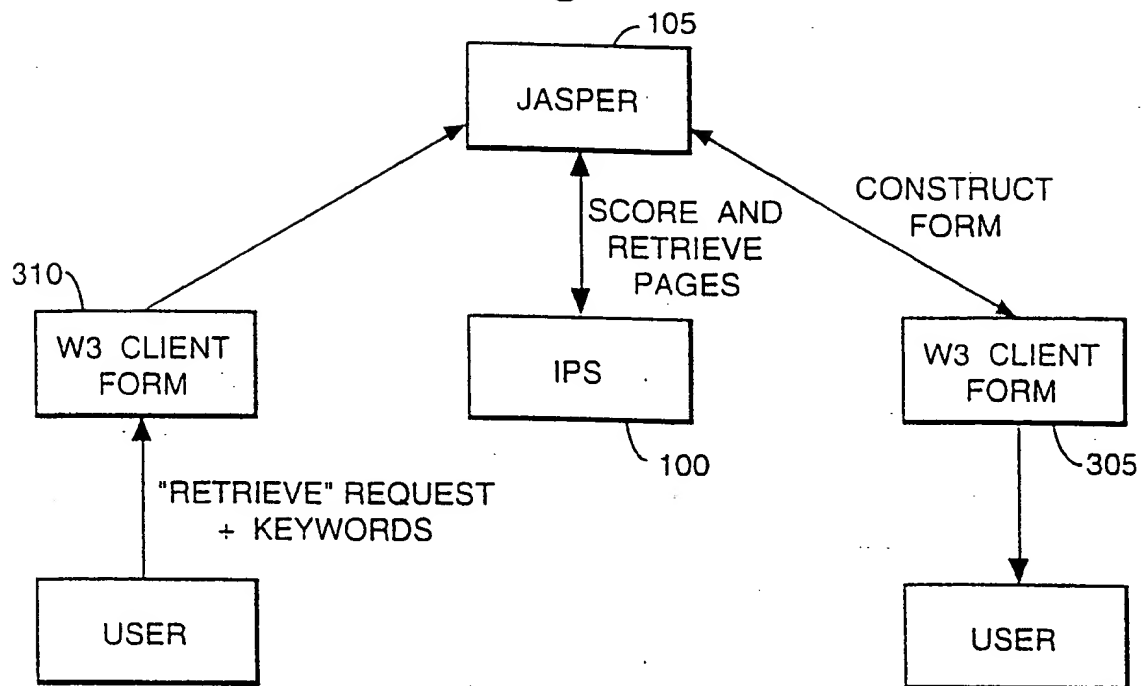 105
JASPER
SCORE AND
RETRIEVE
PAGES
CONSTRUCT
FORM
310
W3 CLIENT
FORM
IPS
100
W3 CLIENT
FORM
305
"RETRIEVE" REQUEST
+ KEYWORDS
USER
USER